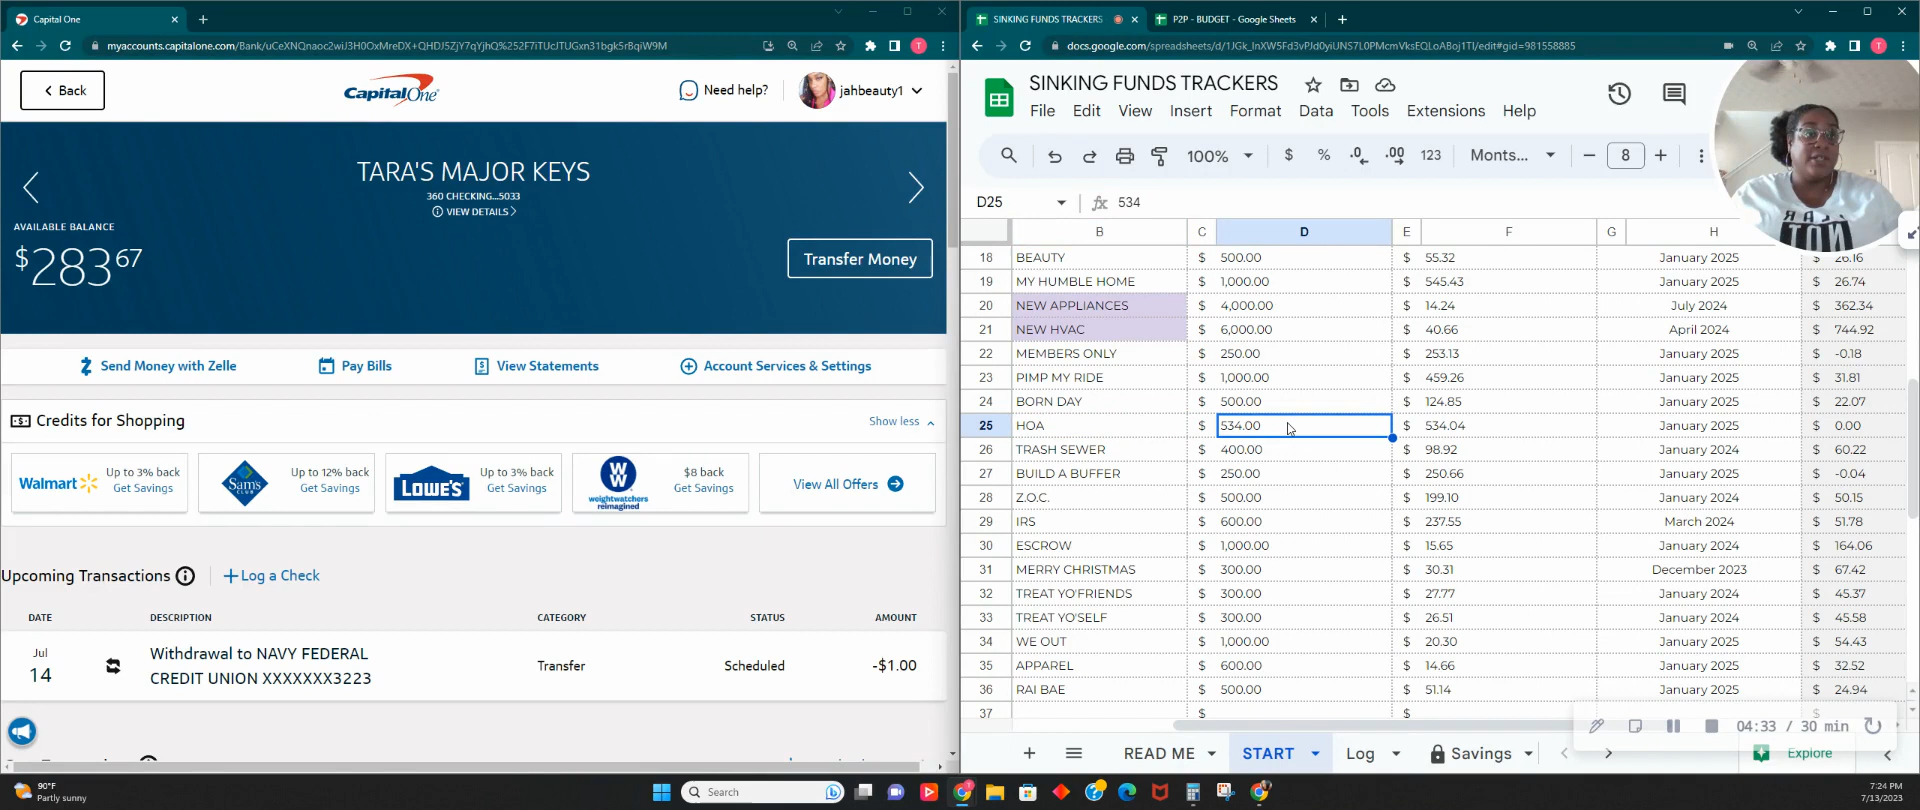 Capital One
SINKING FUNDS TRACKERS
P2P - BUDGET - Google Sheets
myaccounts.capitalone.com/Bank/uCeXNQnaoc2wiJ3H0OxMreDX+QHDJ5ZjY7qYjhQ%252F7iTUcJTUGxn31bgk5rBqiW9M
T
docs.google.com/spreadsheets/d/1JGk_InXW5Fd3vPJd0yiUNS7L0PMcmVksEQLoABoj1TI/edit#gid=981558885
T
Back
Capital One
Need help?
jahbeauty1
SINKING FUNDS TRACKERS
File Edit View Insert Format Data Tools Extensions Help
100% $ % .0 .00 123 Monts... 8
D25 fx 534
TARA'S MAJOR KEYS
360 CHECKING...5033
VIEW DETAILS
AVAILABLE BALANCE
$283 67
Transfer Money
Send Money with Zelle
Pay Bills
View Statements
Account Services & Settings
Credits for Shopping
Show less
Walmart
Up to 3% back
Get Savings
Sam's
CLUB
Up to 12% back
Get Savings
LOWE'S
Up to 3% back
Get Savings
WW
weightwatchers
reimagined
$8 back
Get Savings
View All Offers
Upcoming Transactions
Log a Check
DATE DESCRIPTION CATEGORY STATUS AMOUNT
Jul
14
Withdrawal to NAVY FEDERAL
CREDIT UNION XXXXXXX3223
Transfer
Scheduled
-$1.00
B C D E F G H
18 BEAUTY $ 500.00 $ 55.32 January 2025 $ 26.16
19 MY HUMBLE HOME $ 1,000.00 $ 545.43 January 2025 $ 26.74
20 NEW APPLIANCES $ 4,000.00 $ 14.24 July 2024 $ 362.34
21 NEW HVAC $ 6,000.00 $ 40.66 April 2024 $ 744.92
22 MEMBERS ONLY $ 250.00 $ 253.13 January 2025 $ -0.18
23 PIMP MY RIDE $ 1,000.00 $ 459.26 January 2025 $ 31.81
24 BORN DAY $ 500.00 $ 124.85 January 2025 $ 22.07
25 HOA $ 534.00 $ 534.04 January 2025 $ 0.00
26 TRASH SEWER $ 400.00 $ 98.92 January 2024 $ 60.22
27 BUILD A BUFFER $ 250.00 $ 250.66 January 2025 $ -0.04
28 Z.O.C. $ 500.00 $ 199.10 January 2024 $ 50.15
29 IRS $ 600.00 $ 237.55 March 2024 $ 51.78
30 ESCROW $ 1,000.00 $ 15.65 January 2024 $ 164.06
31 MERRY CHRISTMAS $ 300.00 $ 30.31 December 2023 $ 67.42
32 TREAT YO'FRIENDS $ 300.00 $ 27.77 January 2024 $ 45.37
33 TREAT YO'SELF $ 300.00 $ 26.51 January 2024 $ 45.58
34 WE OUT $ 1,000.00 $ 20.30 January 2025 $ 54.43
35 APPAREL $ 600.00 $ 14.66 January 2025 $ 32.52
36 RAI BAE $ 500.00 $ 51.14 January 2025 $ 24.94
37 $ $
04:33 / 30 min
READ ME START Log Savings
Explore
90°F
Partly sunny
Search
7:24 PM
7/13/2023